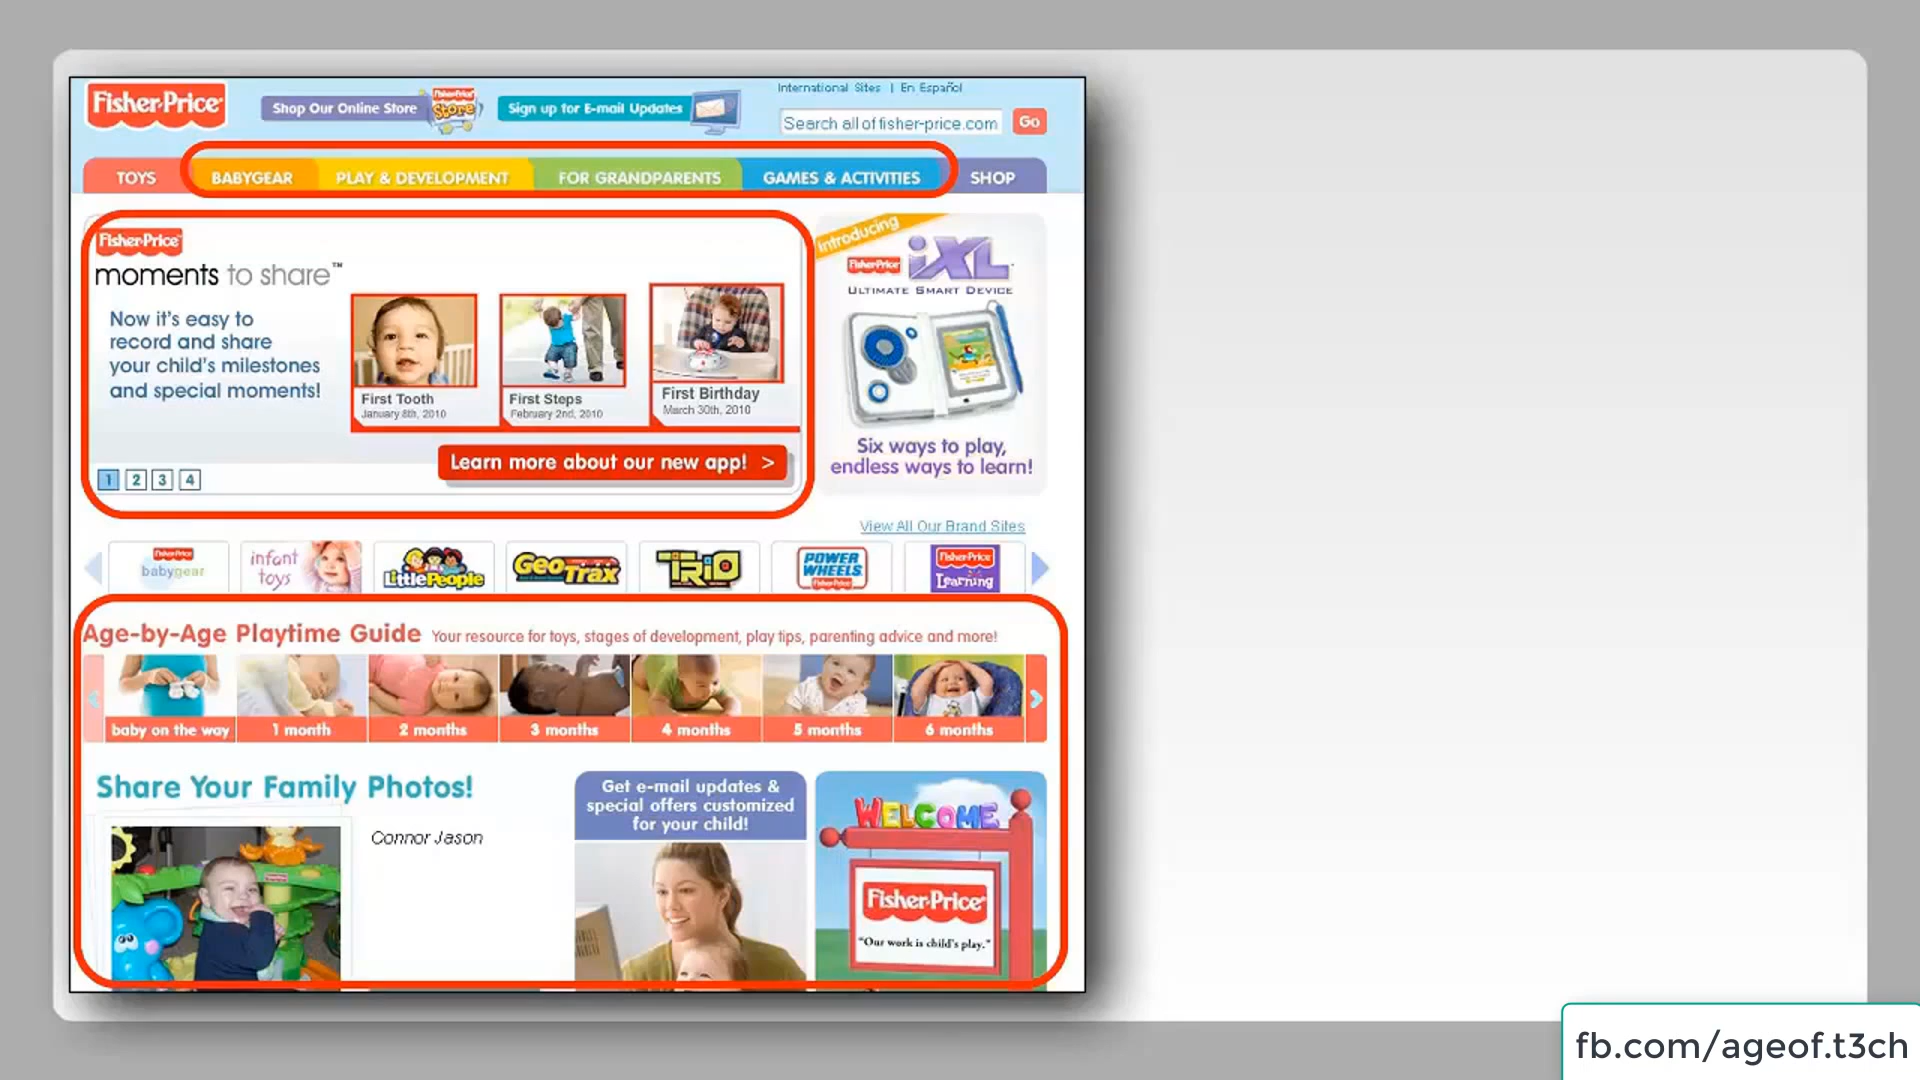 Fisher-Price
Shop Our Online Store
Fisher-Price
Store
Sign up for E-mail Updates
International Sites | En Español
Search all of fisher-price.com
Go
TOYS
BABYGEAR
PLAY & DEVELOPMENT
FOR GRANDPARENTS
GAMES & ACTIVITIES
SHOP
Fisher-Price
moments to share™
Now it's easy to
record and share
your child's milestones
and special moments!
First Tooth
January 8th, 2010
First Steps
February 2nd, 2010
First Birthday
March 30th, 2010
Learn more about our new app! >
1 2 3 4
Introducing
Fisher-Price
iXL
ULTIMATE SMART DEVICE
Six ways to play,
endless ways to learn!
View All Our Brand Sites
Fisher-Price
babygear
infant
toys
Little People
GeoTrax
TRIO
POWER
WHEELS
Fisher-Price
Fisher-Price
Learning
Age-by-Age Playtime Guide Your resource for toys, stages of development, play tips, parenting advice and more!
baby on the way
1 month
2 months
3 months
4 months
5 months
6 months
Share Your Family Photos!
Connor Jason
Get e-mail updates &
special offers customized
for your child!
WELCOME
Fisher-Price
"Our work is child's play."
fb.com/ageof.t3ch